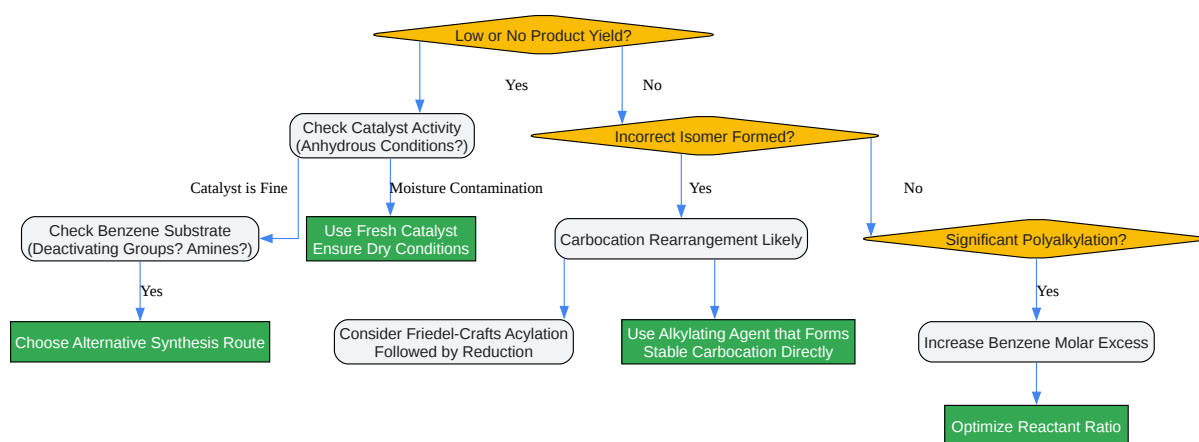 Low or No Product Yield?
Yes
No
Check Catalyst Activity
(Anhydrous Conditions?)
Incorrect Isomer Formed?
Catalyst is Fine
Moisture Contamination
Yes
No
Check Benzene Substrate
(Deactivating Groups? Amines?)
Use Fresh Catalyst
Ensure Dry Conditions
Carbocation Rearrangement Likely
Significant Polyalkylation?
Yes
Yes
Choose Alternative Synthesis Route
Consider Friedel-Crafts Acylation
Followed by Reduction
Use Alkylating Agent that Forms
Stable Carbocation Directly
Increase Benzene Molar Excess
Optimize Reactant Ratio